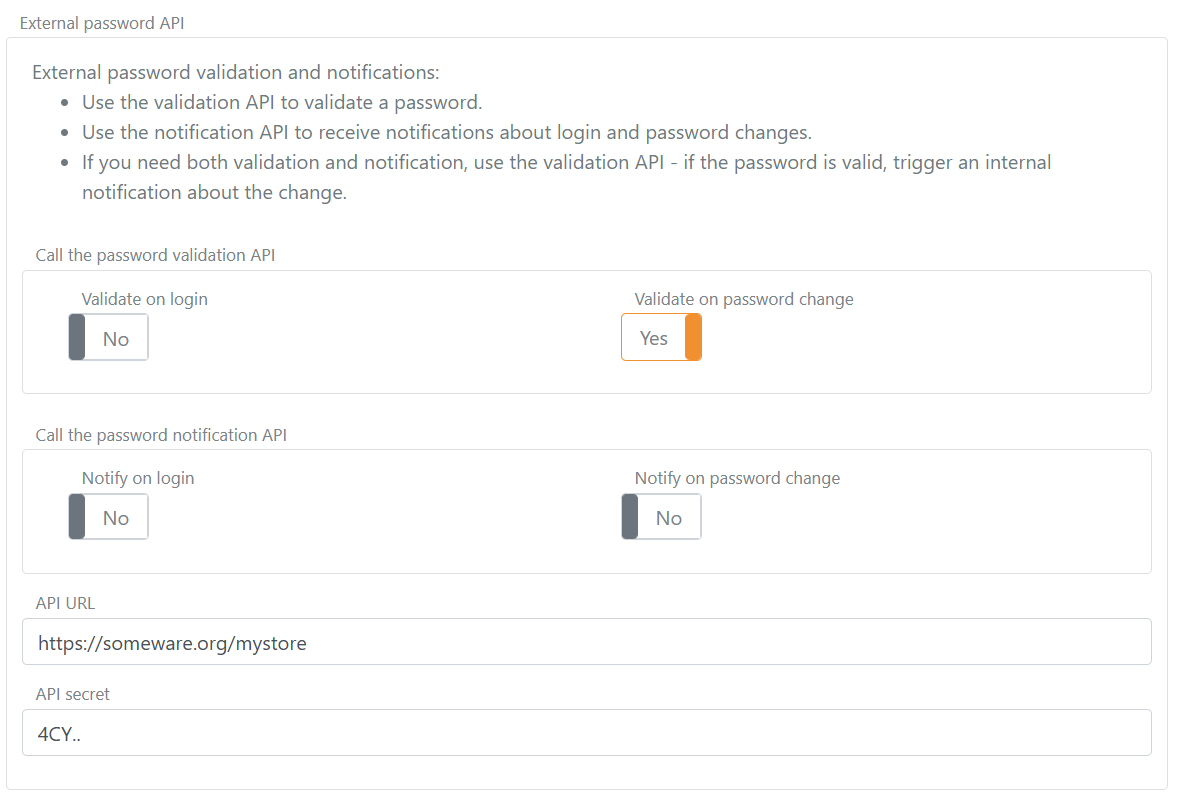 External password API
External password validation and notifications:
• Use the validation API to validate a password.
• Use the notification API to receive notifications about login and password changes.
• If you need both validation and notification, use the validation API - if the password is valid, trigger an internal
notification about the change.
Call the password validation API
Validate on login Validate on password change
No Yes
Call the password notification API
Notify on login Notify on password change
No No
API URL
https://someware.org/mystore
API secret
4CY..